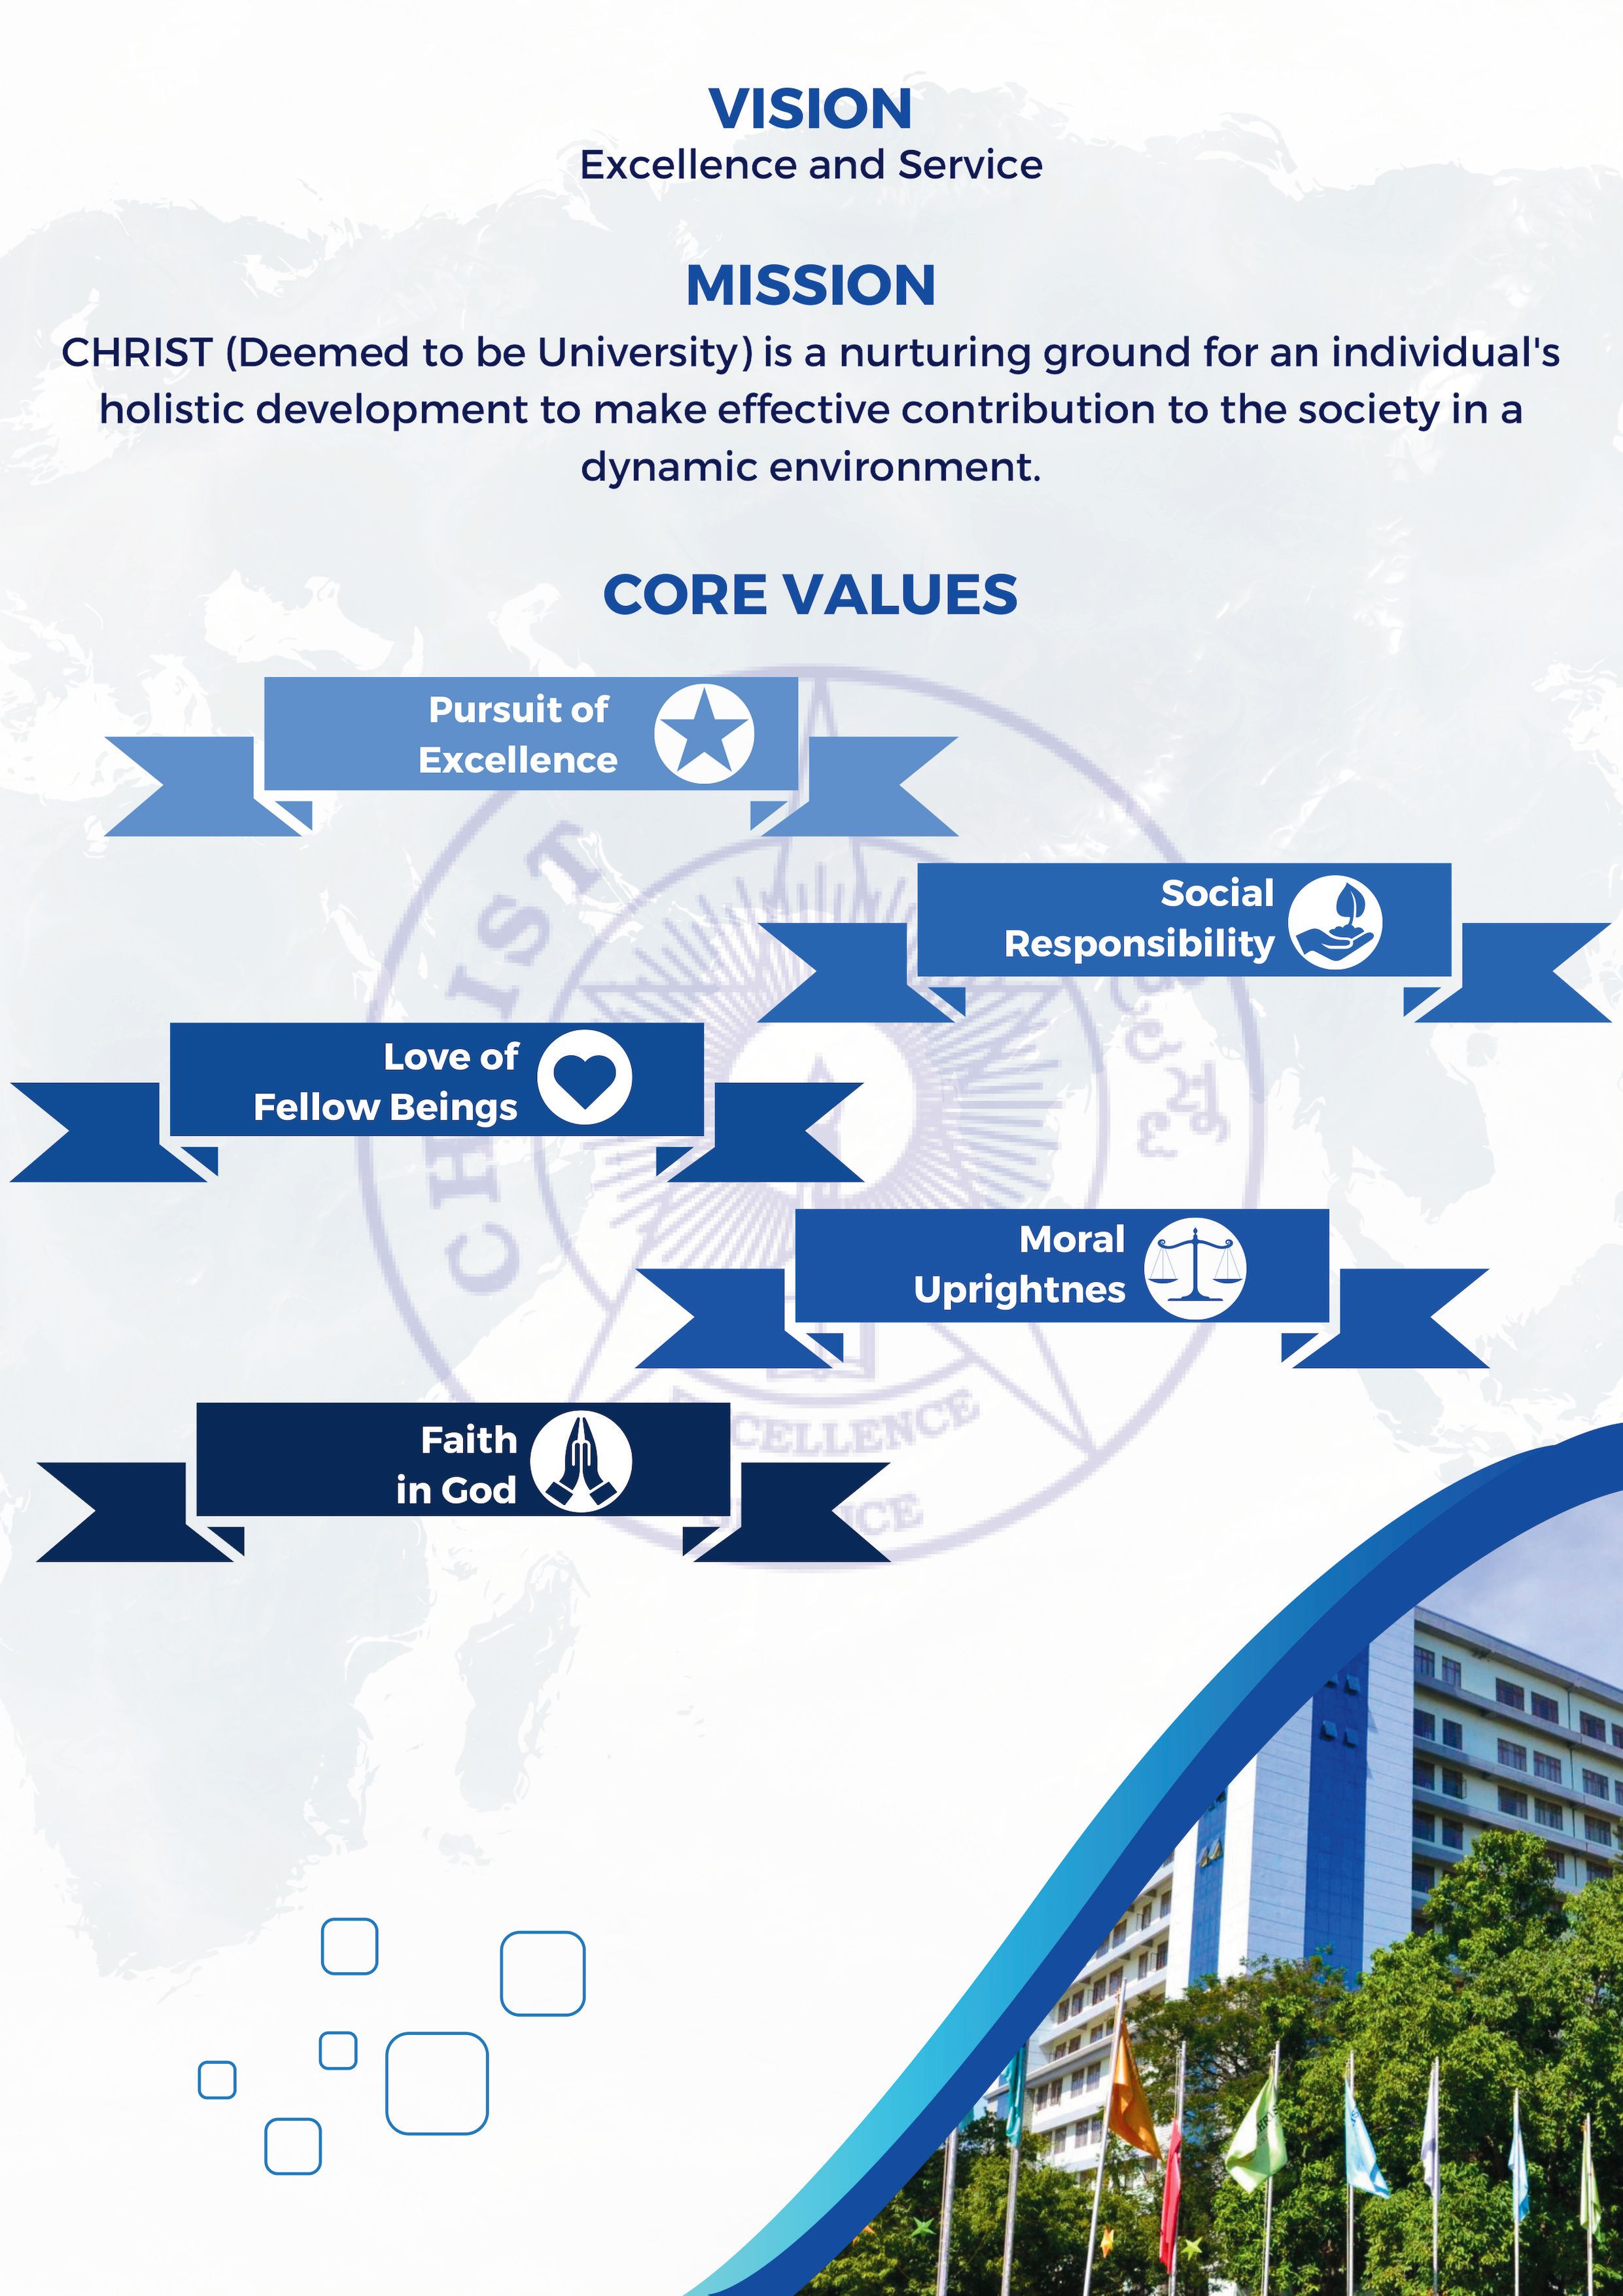 VISION
Excellence and Service
MISSION
CHRIST (Deemed to be University) is a nurturing ground for an individual's
holistic development to make effective contribution to the society in a
dynamic environment.
CORE VALUES
Pursuit of
Excellence
Social
Responsibility
Love of
Fellow Beings
Moral
Uprightnes
Faith
in God
CHRIST